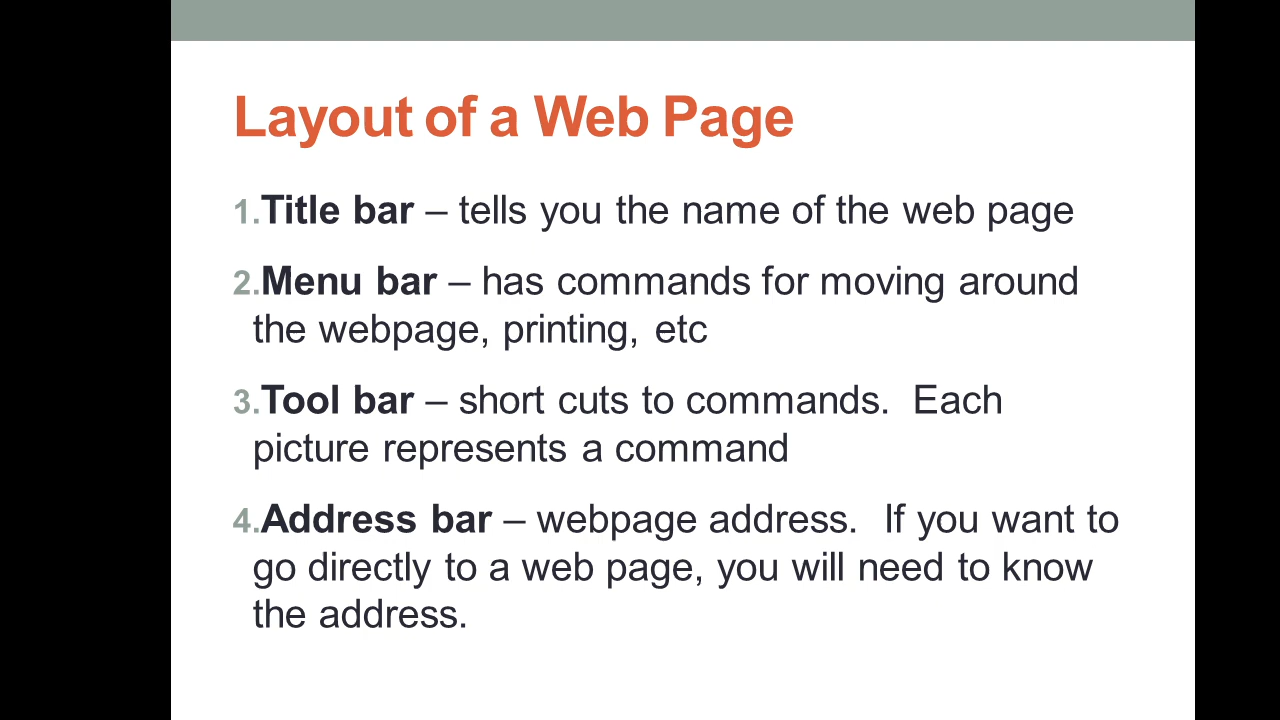 Layout of a Web Page
1.Title bar – tells you the name of the web page
2.Menu bar – has commands for moving around
the webpage, printing, etc
3.Tool bar – short cuts to commands.  Each
picture represents a command
4.Address bar – webpage address.  If you want to
go directly to a web page, you will need to know
the address.